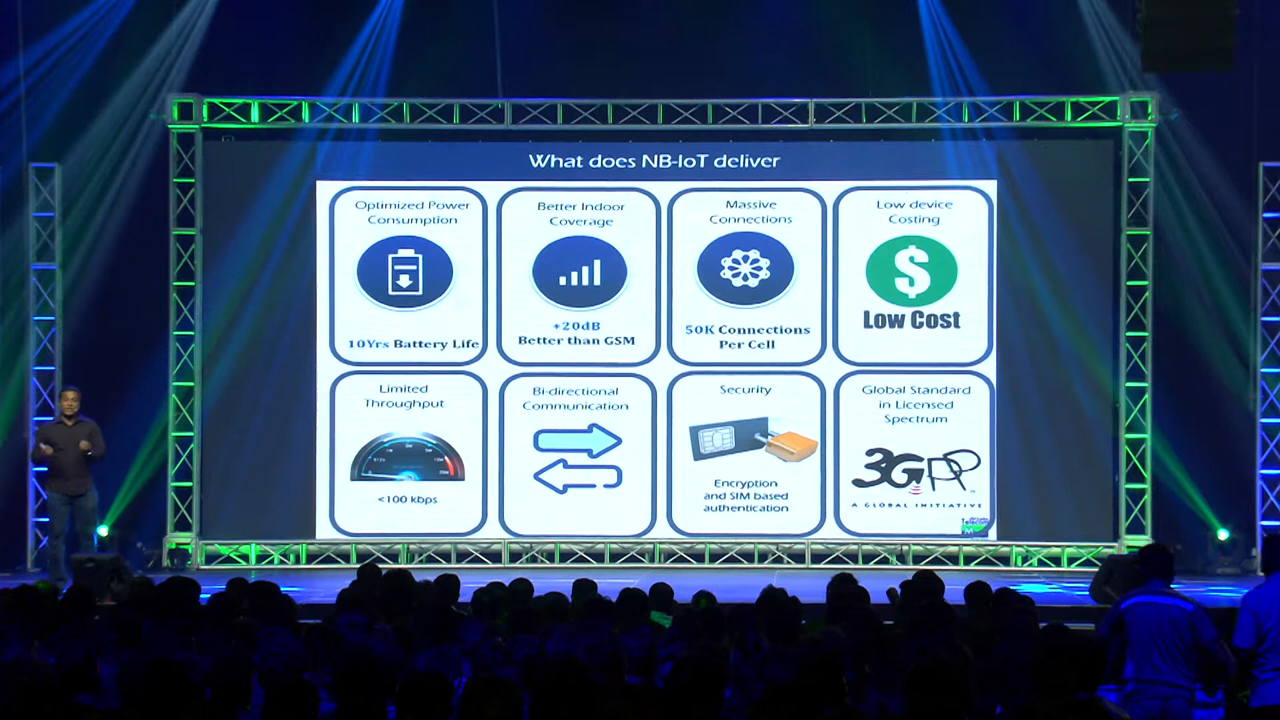 What does NB-IoT deliver
Optimized Power
Consumption
10Yrs Battery Life
Better Indoor
Coverage
+20dB
Better than GSM
Massive
Connections
50K Connections
Per Cell
Low device
Costing
$
Low Cost
Limited
Throughput
<100 kbps
Bi-directional
Communication
Security
Encryption
and SIM based
authentication
Global Standard
in Licensed
Spectrum
3GPP
A GLOBAL INITIATIVE
Telecom